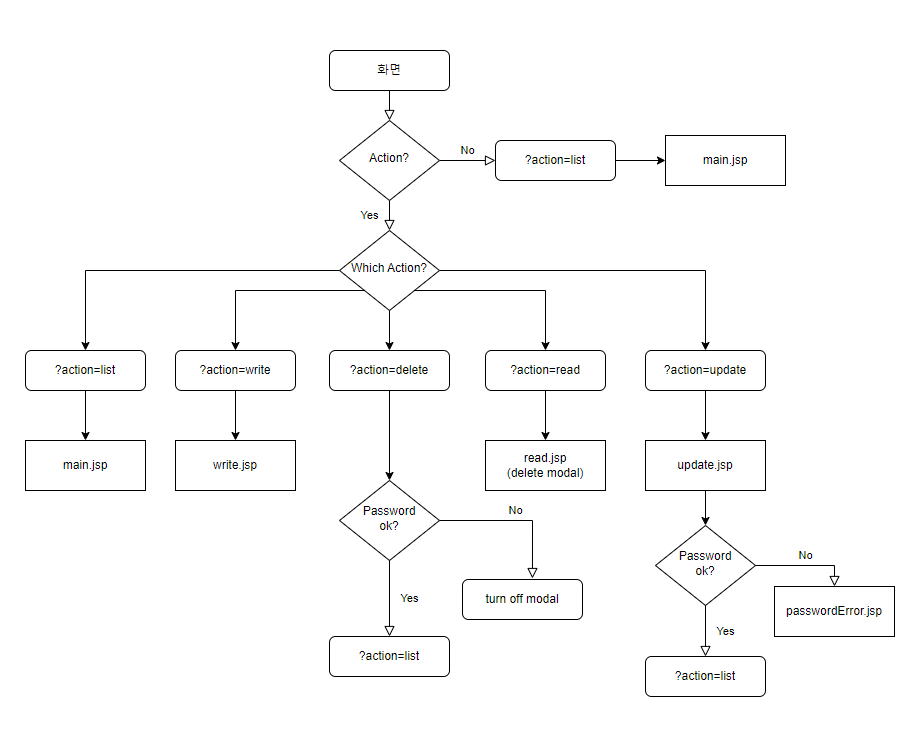 화면
Action?
No
?action=list
main.jsp
Yes
Which Action?
?action=list
?action=write
?action=delete
?action=read
?action=update
main.jsp
write.jsp
read.jsp
(delete modal)
update.jsp
Password
ok?
No
turn off modal
Yes
?action=list
Password
ok?
No
passwordError.jsp
Yes
?action=list